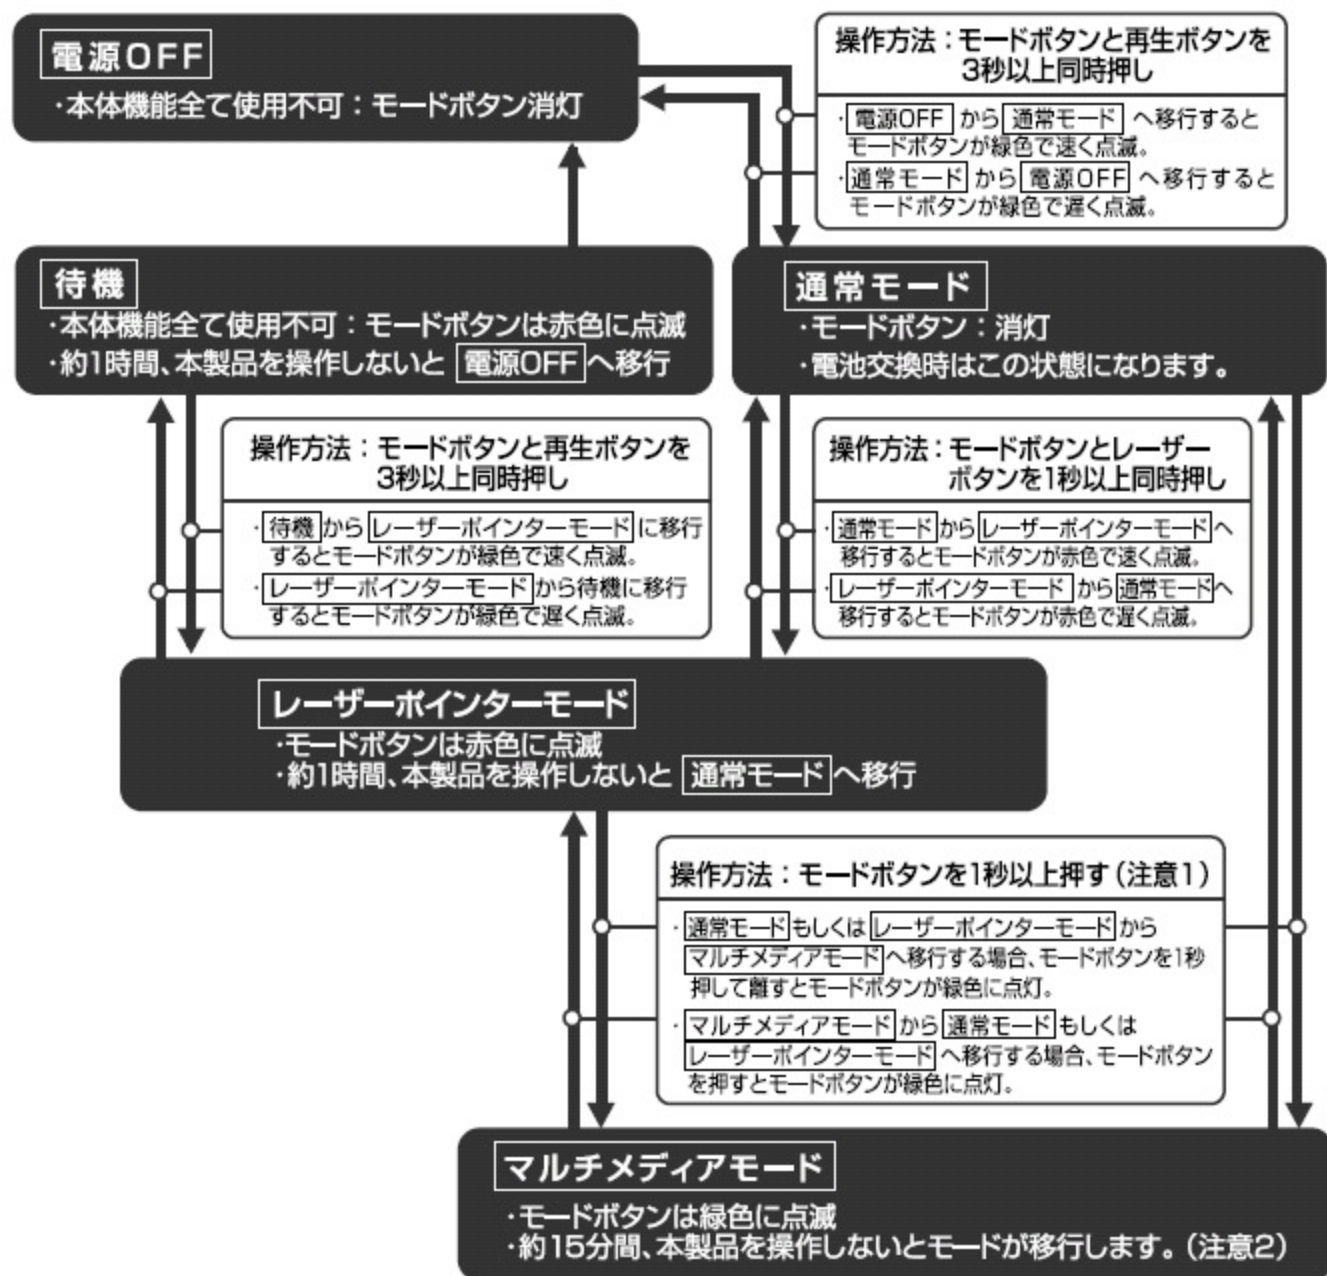 電源OFF
・本体機能全て使用不可：モードボタン消灯
操作方法：モードボタンと再生ボタンを
3秒以上同時押し
・電源OFF から 通常モード へ移行すると
モードボタンが緑色で速く点滅。
・通常モード から 電源OFF へ移行すると
モードボタンが緑色で遅く点滅。
待機
・本体機能全て使用不可：モードボタンは赤色に点滅
・約1時間、本製品を操作しないと 電源OFF へ移行
通常モード
・モードボタン：消灯
・電池交換時はこの状態になります。
操作方法：モードボタンと再生ボタンを
3秒以上同時押し
・待機 から レーザーポインターモード に移行
するとモードボタンが緑色で速く点滅。
・レーザーポインターモード から待機に移行
するとモードボタンが緑色で遅く点滅。
操作方法：モードボタンとレーザー
ボタンを1秒以上同時押し
・通常モード から レーザーポインターモード へ
移行するとモードボタンが赤色で速く点滅。
・レーザーポインターモード から 通常モード へ
移行するとモードボタンが赤色で遅く点滅。
レーザーポインターモード
・モードボタンは赤色に点滅
・約1時間、本製品を操作しないと 通常モード へ移行
操作方法：モードボタンを1秒以上押す（注意1）
・通常モード もしくは レーザーポインターモード から
マルチメディアモード へ移行する場合、モードボタンを1秒
押して離すとモードボタンが緑色に点灯。
・マルチメディアモード から 通常モード もしくは
レーザーポインターモード へ移行する場合、モードボタン
を押すとモードボタンが緑色に点灯。
マルチメディアモード
・モードボタンは緑色に点滅
・約15分間、本製品を操作しないとモードが移行します。（注意2）